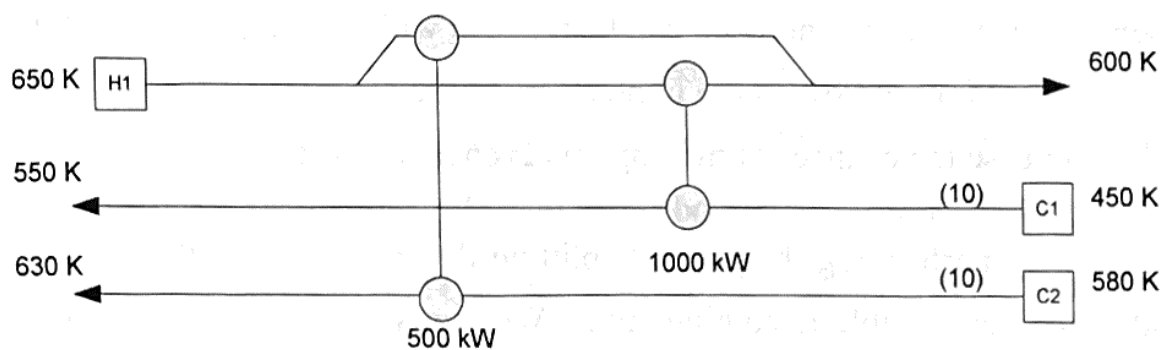 650 K H1 600 K
550 K (10) C1 450 K
1000 kW
630 K (10) C2 580 K
500 kW